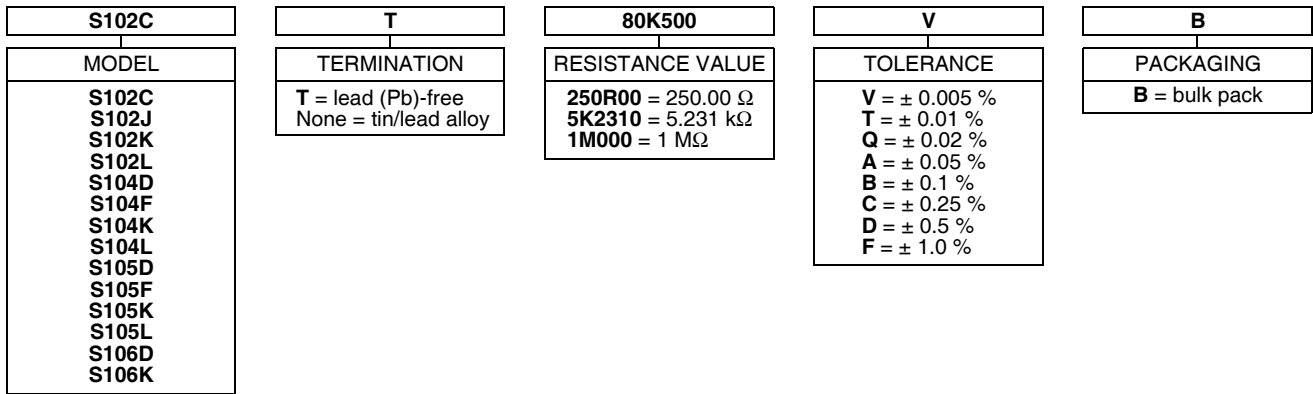 S102C
T
80K500
V
B
MODEL
S102C
S102J
S102K
S102L
S104D
S104F
S104K
S104L
S105D
S105F
S105K
S105L
S106D
S106K
TERMINATION
T = lead (Pb)-free
None = tin/lead alloy
RESISTANCE VALUE
250R00 = 250.00 Ω
5K2310 = 5.231 kΩ
1M000 = 1 MΩ
TOLERANCE
V = ± 0.005 %
T = ± 0.01 %
Q = ± 0.02 %
A = ± 0.05 %
B = ± 0.1 %
C = ± 0.25 %
D = ± 0.5 %
F = ± 1.0 %
PACKAGING
B = bulk pack